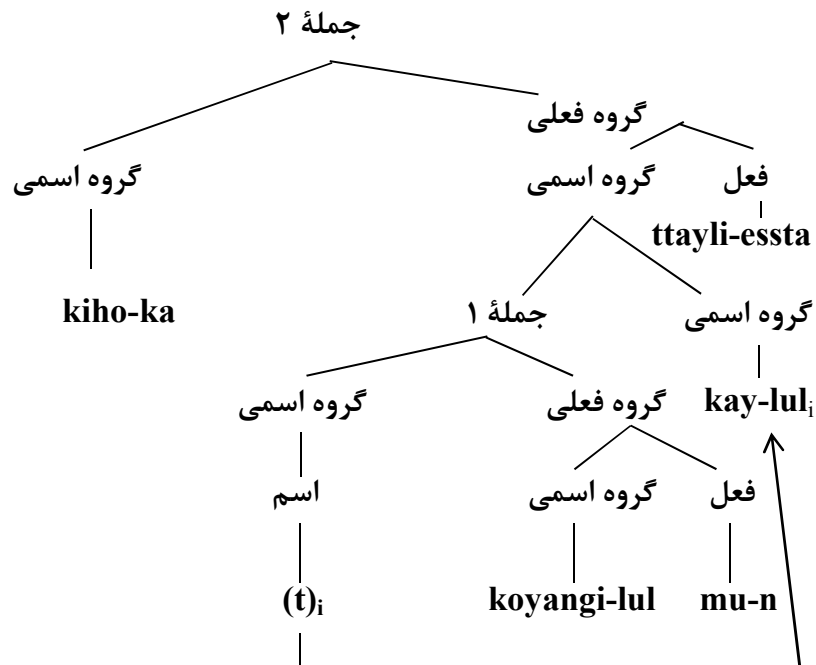 جملهٔ ۲
گروه فعلی
گروه اسمی
گروه اسمی
فعل
ttayli-essta
kiho-ka
جملهٔ ۱
گروه اسمی
گروه اسمی
گروه فعلی
kay-lulᵢ
اسم
گروه اسمی
فعل
(t)ᵢ
koyangi-lul
mu-n